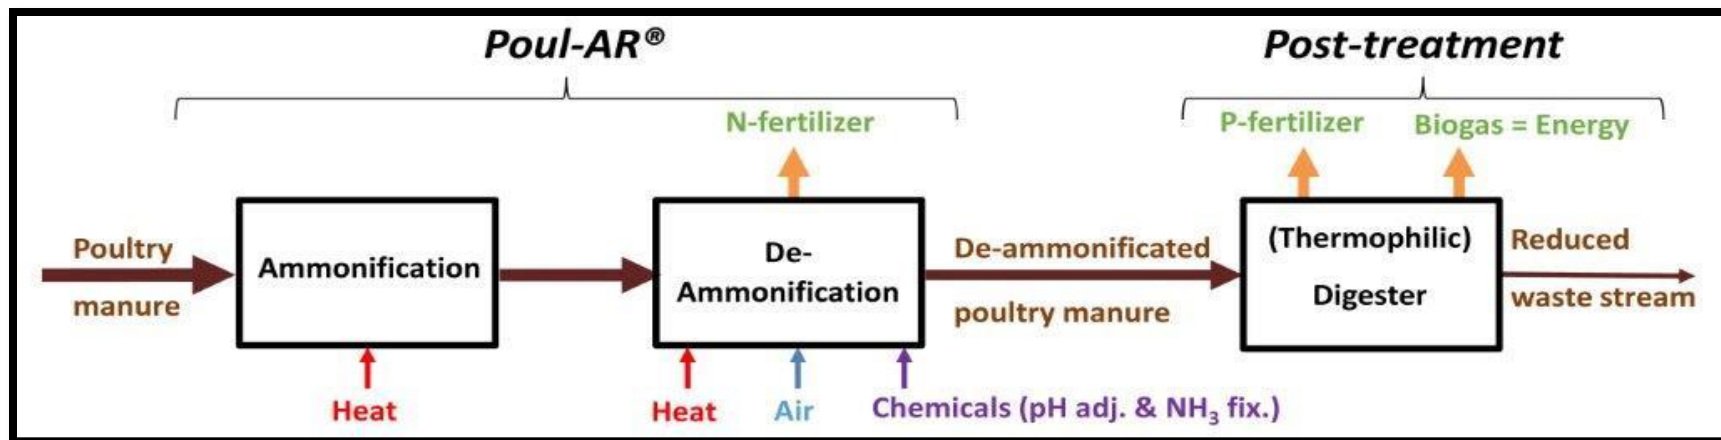 Poul-AR®
Post-treatment
N-fertilizer
P-fertilizer
Biogas = Energy
Poultry
manure
Ammonification
De-
Ammonification
De-ammonificated
poultry manure
(Thermophilic)
Digester
Reduced
waste stream
Heat
Heat
Air
Chemicals (pH adj. & NH₃ fix.)